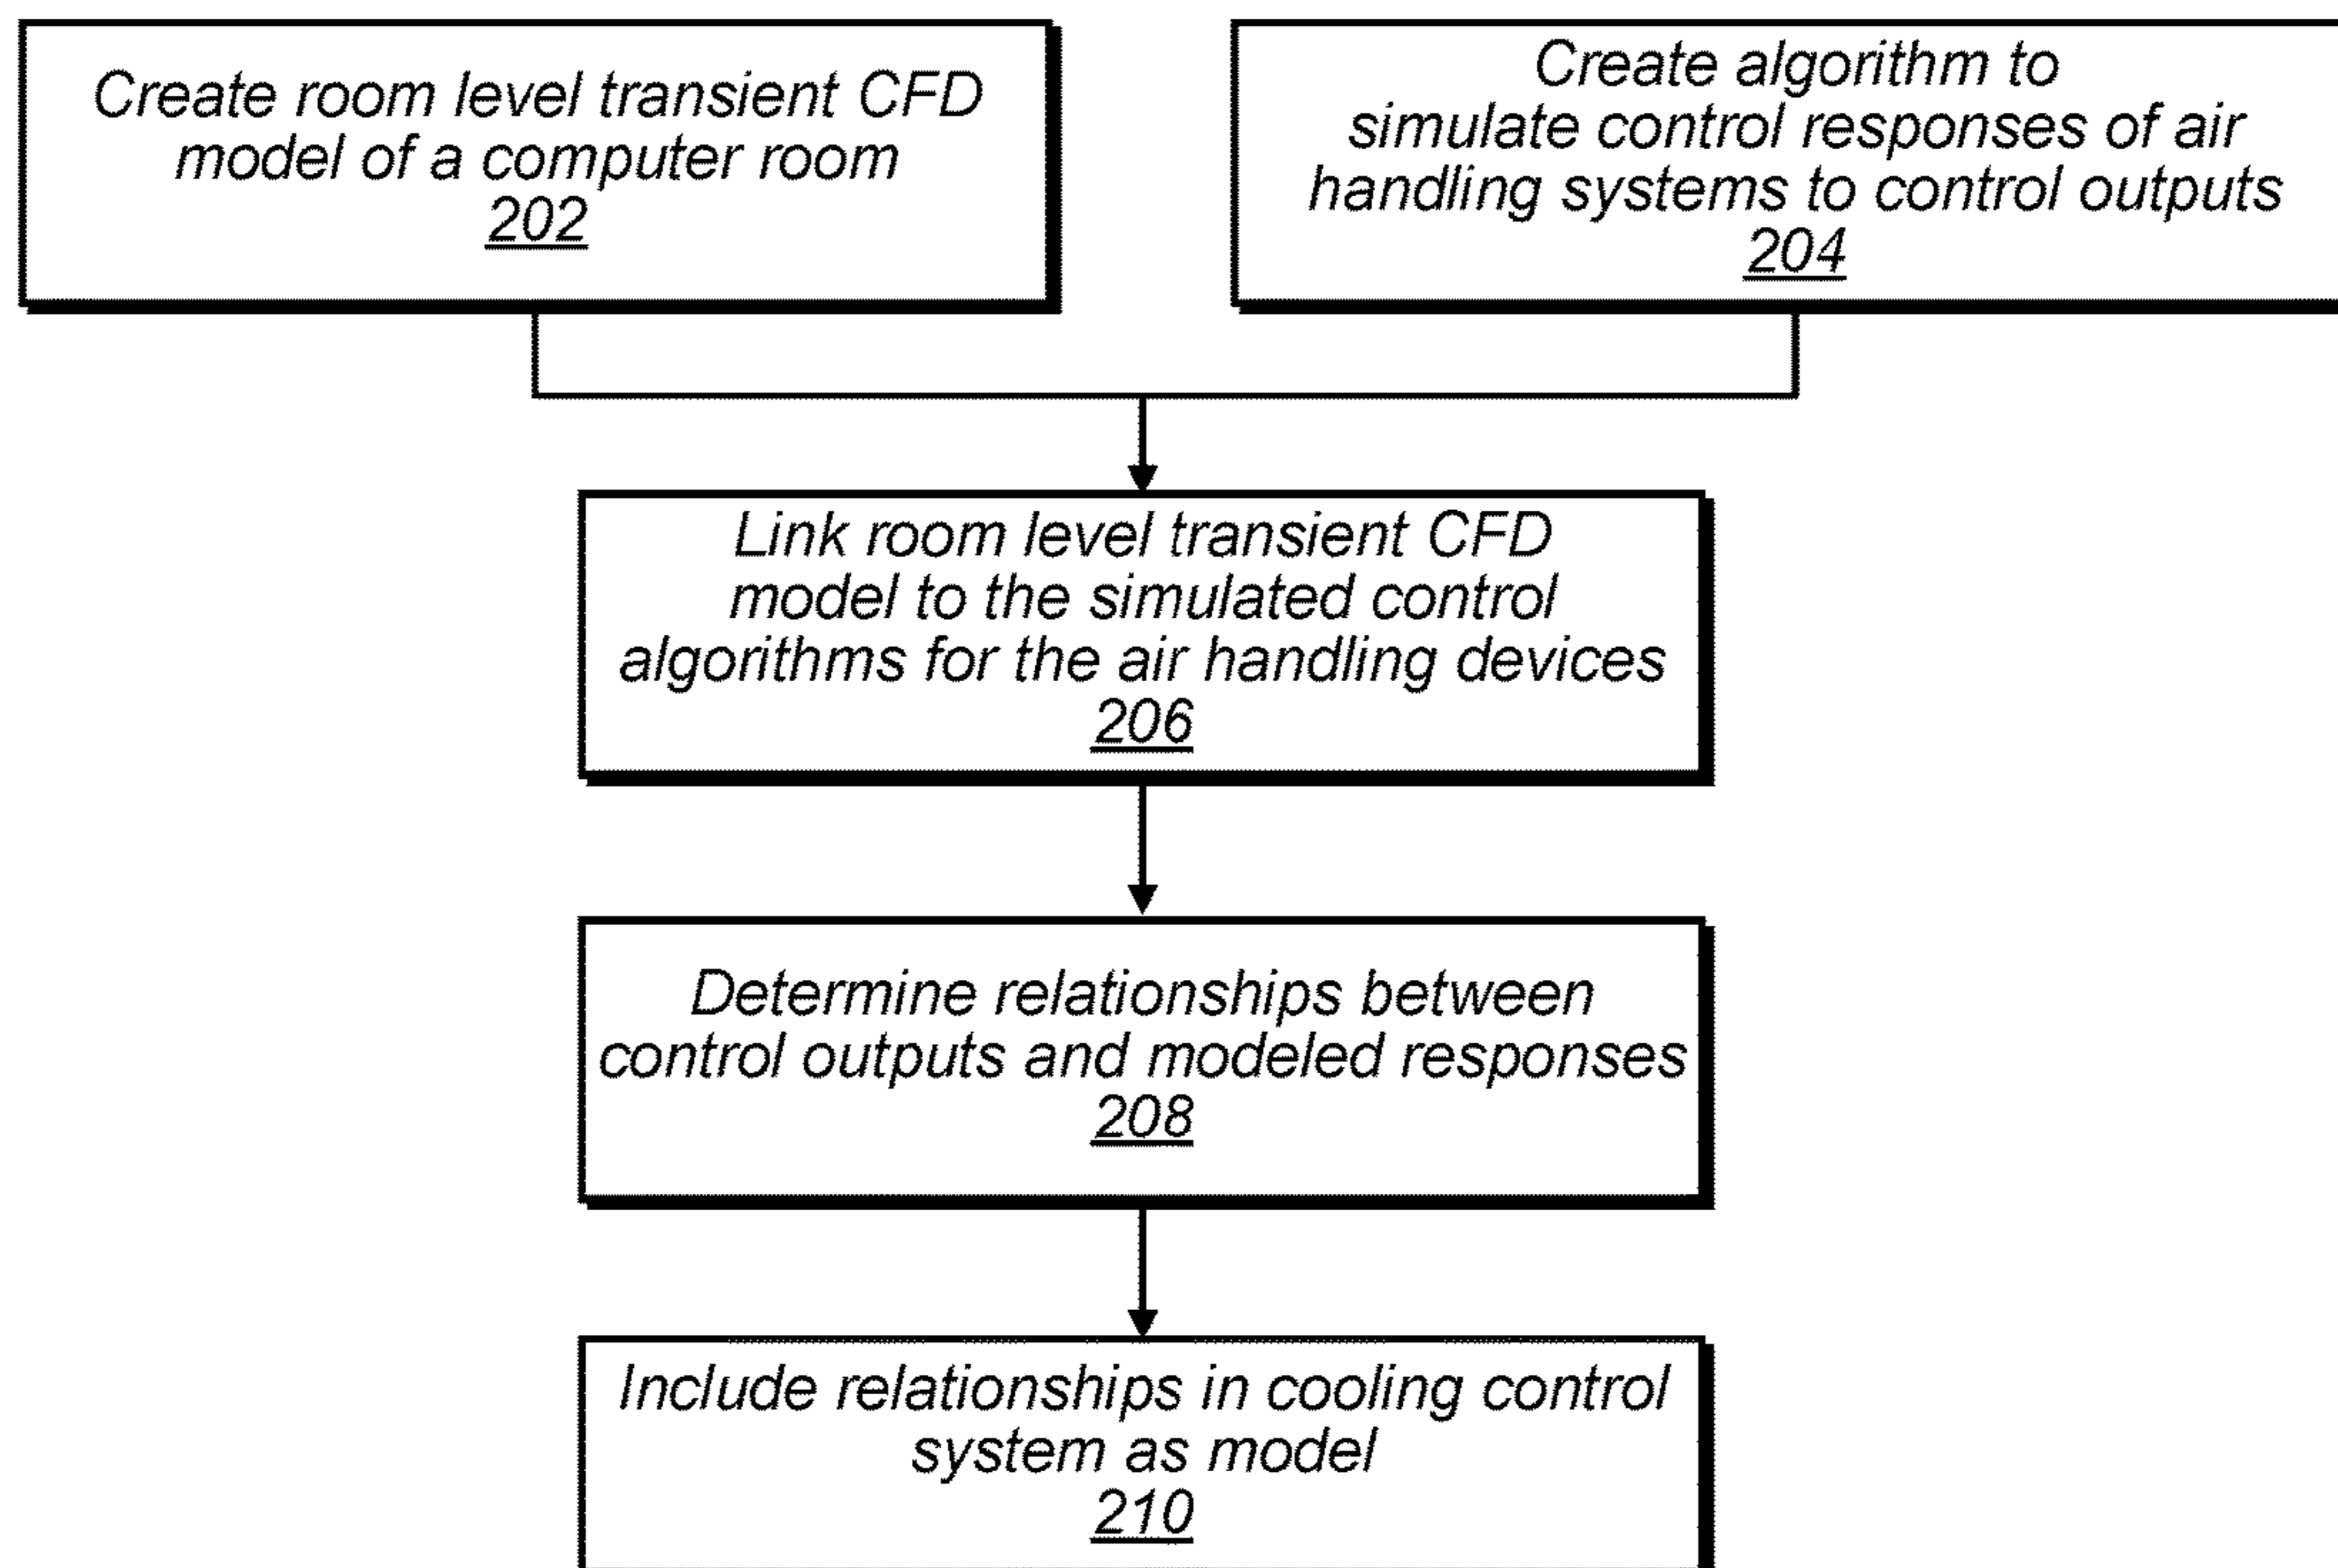 Create room level transient CFD
model of a computer room
202
Create algorithm to
simulate control responses of air
handling systems to control outputs
204
Link room level transient CFD
model to the simulated control
algorithms for the air handling devices
206
Determine relationships between
control outputs and modeled responses
208
Include relationships in cooling control
system as model
210